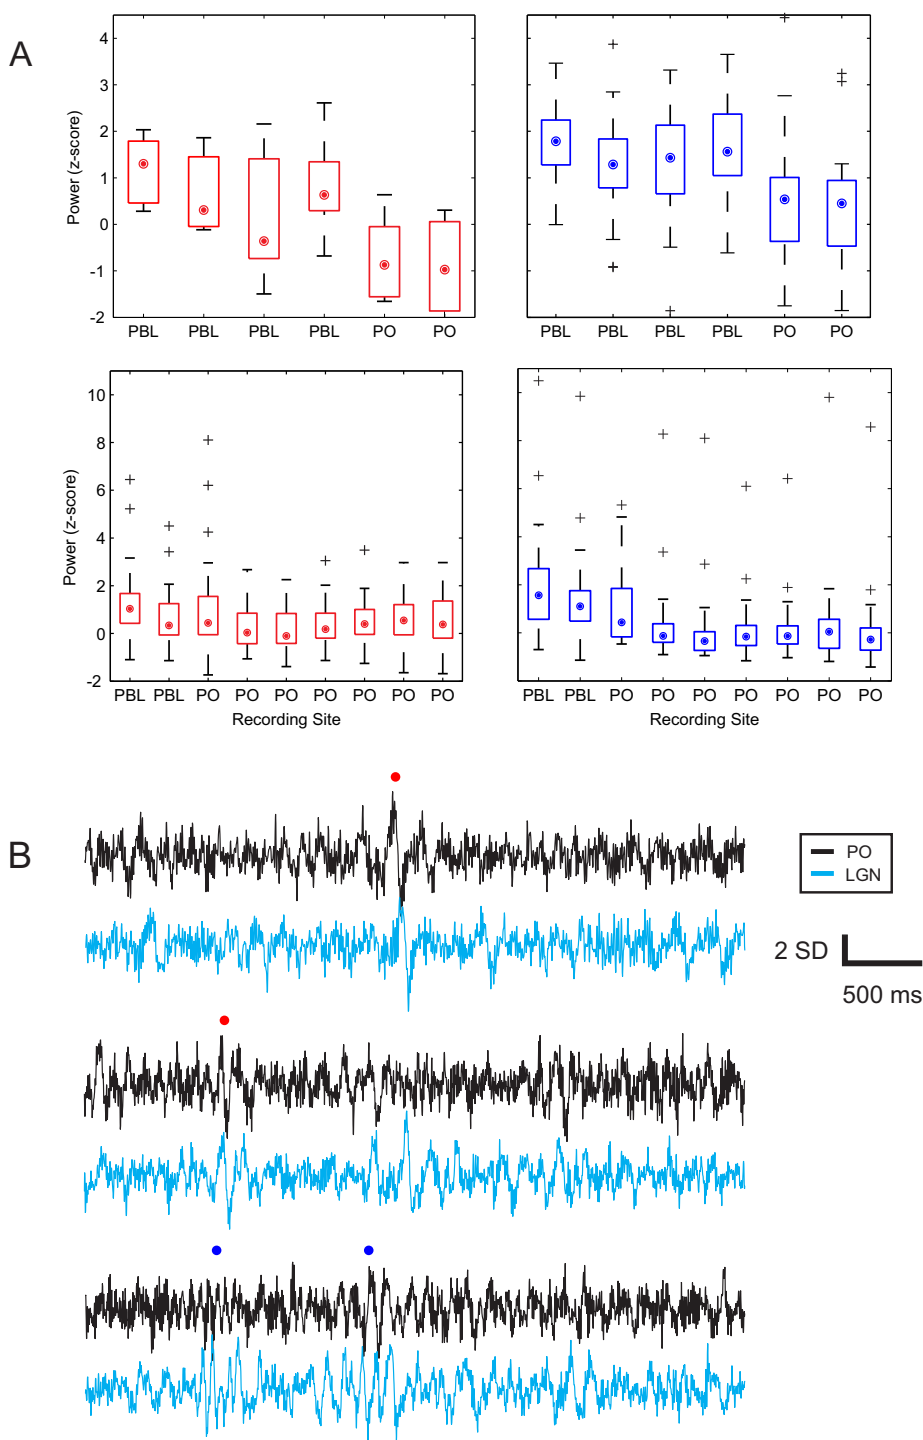 A
4
3
2
1
0
-1
-2
Power (z-score)
PBL PBL PBL PBL PO PO
PBL PBL PBL PBL PO PO
10
8
6
4
2
0
-2
Power (z-score)
PBL PBL PO PO PO PO PO PO PO
Recording Site
PBL PBL PO PO PO PO PO PO PO
Recording Site
B
PO
LGN
2 SD
500 ms